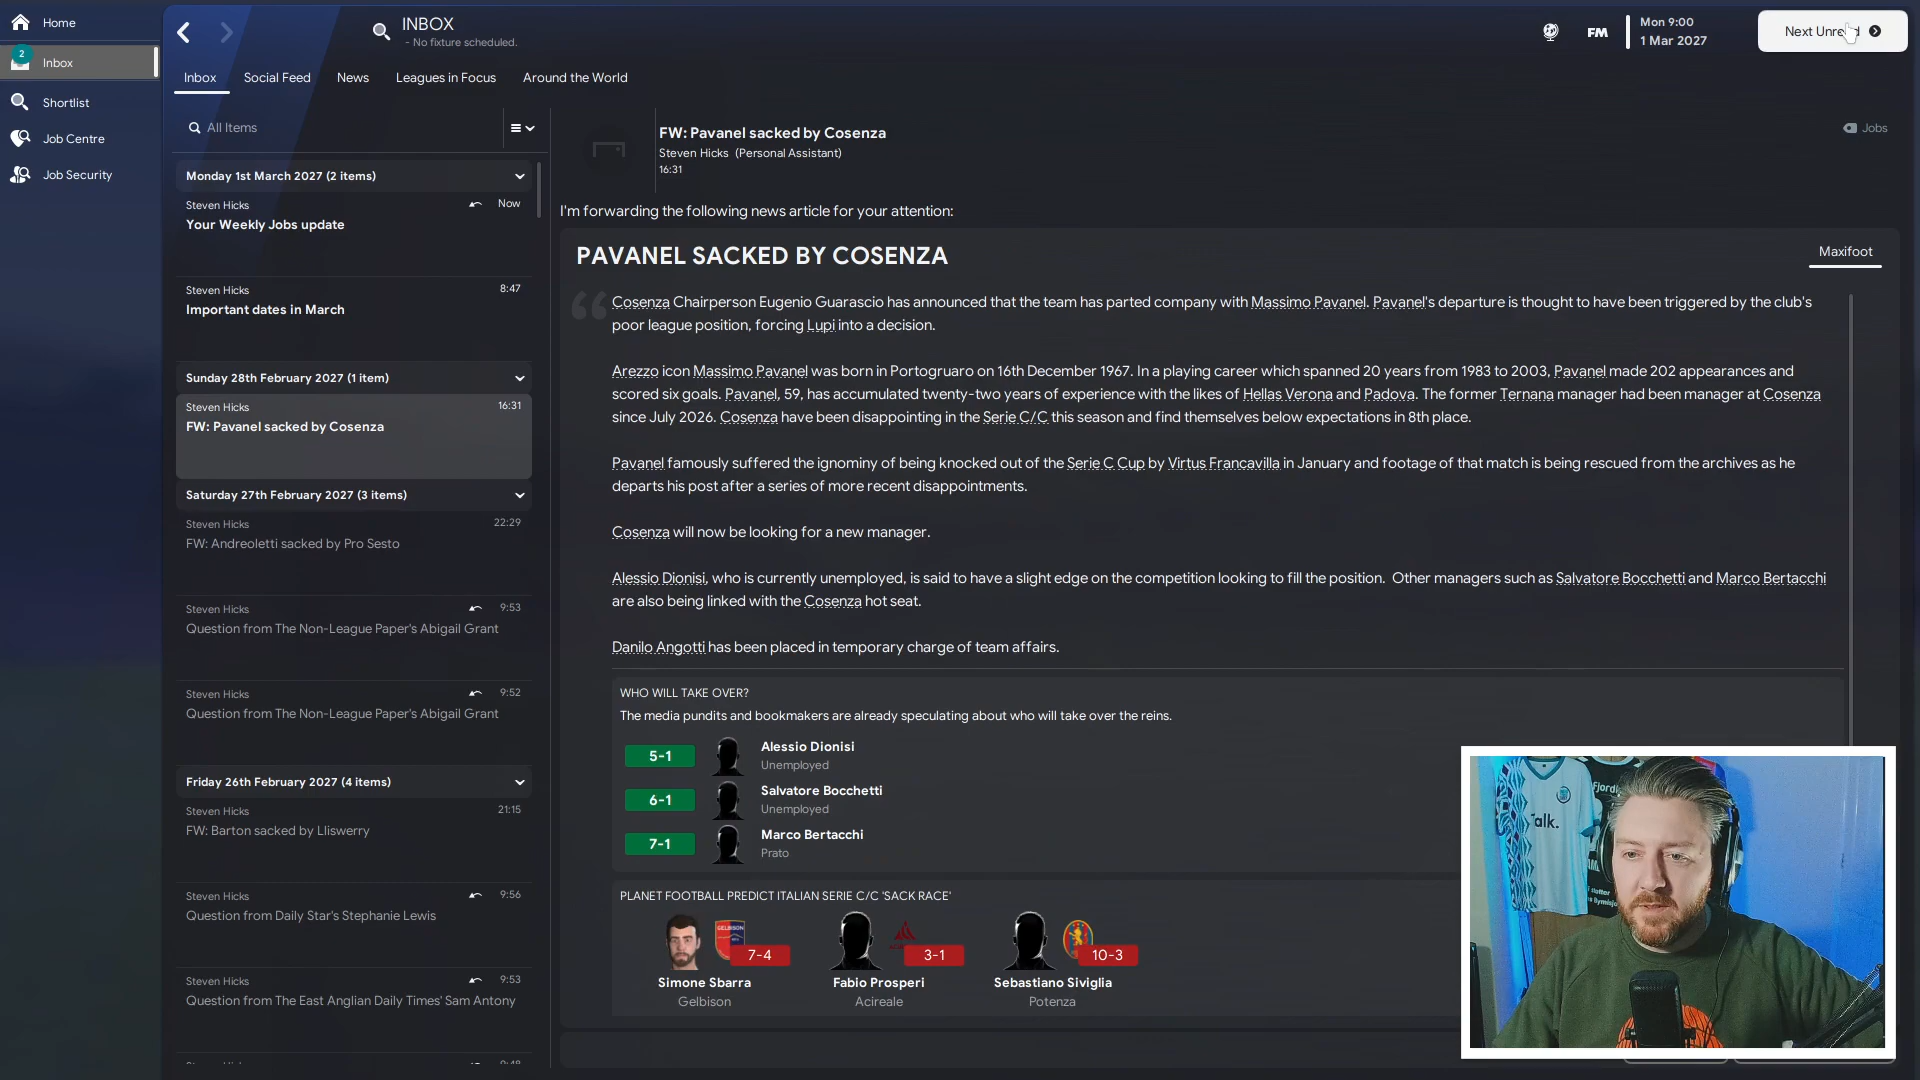 Home
2
Inbox
Shortlist
Job Centre
Job Security
INBOX
- No fixture scheduled.
FM
Mon 9:00
1 Mar 2027
Next
Inbox
Social Feed
News
Leagues in Focus
Around the World
All Items
Monday 1st March 2027 (2 items)
Steven Hicks
Now
Your Weekly Jobs update
Steven Hicks
8:47
Important dates in March
Sunday 28th February 2027 (1 item)
Steven Hicks
16:31
FW: Pavanel sacked by Cosenza
Saturday 27th February 2027 (3 items)
Steven Hicks
22:29
FW: Andreoletti sacked by Pro Sesto
Steven Hicks
9:53
Question from The Non-League Paper's Abigail Grant
Steven Hicks
9:52
Question from The Non-League Paper's Abigail Grant
Friday 26th February 2027 (4 items)
Steven Hicks
21:15
FW: Barton sacked by Lliswerry
Steven Hicks
9:56
Question from Daily Star's Stephanie Lewis
Steven Hicks
9:53
Question from The East Anglian Daily Times' Sam Antony
FW: Pavanel sacked by Cosenza
Steven Hicks (Personal Assistant)
16:31
Jobs
I'm forwarding the following news article for your attention:
PAVANEL SACKED BY COSENZA
Maxifoot
Cosenza Chairperson Eugenio Guarascio has announced that the team has parted company with Massimo Pavanel. Pavanel's departure is thought to have been triggered by the club's
poor league position, forcing Lupi into a decision.
Arezzo icon Massimo Pavanel was born in Portogruaro on 16th December 1967. In a playing career which spanned 20 years from 1983 to 2003, Pavanel made 202 appearances and
scored six goals. Pavanel, 59, has accumulated twenty-two years of experience with the likes of Hellas Verona and Padova. The former Ternana manager had been manager at Cosenza
since July 2026. Cosenza have been disappointing in the Serie C/C this season and find themselves below expectations in 8th place.
Pavanel famously suffered the ignominy of being knocked out of the Serie C Cup by Virtus Francavilla in January and footage of that match is being rescued from the archives as he
departs his post after a series of more recent disappointments.
Cosenza will now be looking for a new manager.
Alessio Dionisi, who is currently unemployed, is said to have a slight edge on the competition looking to fill the position. Other managers such as Salvatore Bocchetti and Marco Bertacchi
are also being linked with the Cosenza hot seat.
Danilo Angotti has been placed in temporary charge of team affairs.
WHO WILL TAKE OVER?
The media pundits and bookmakers are already speculating about who will take over the reins.
5-1
Alessio Dionisi
Unemployed
6-1
Salvatore Bocchetti
Unemployed
7-1
Marco Bertacchi
Prato
PLANET FOOTBALL PREDICT ITALIAN SERIE C/C 'SACK RACE'
GELBISON
7-4
3-1
10-3
Simone Sbarra
Fabio Prosperi
Sebastiano Siviglia
Gelbison
Acireale
Potenza
Talk.